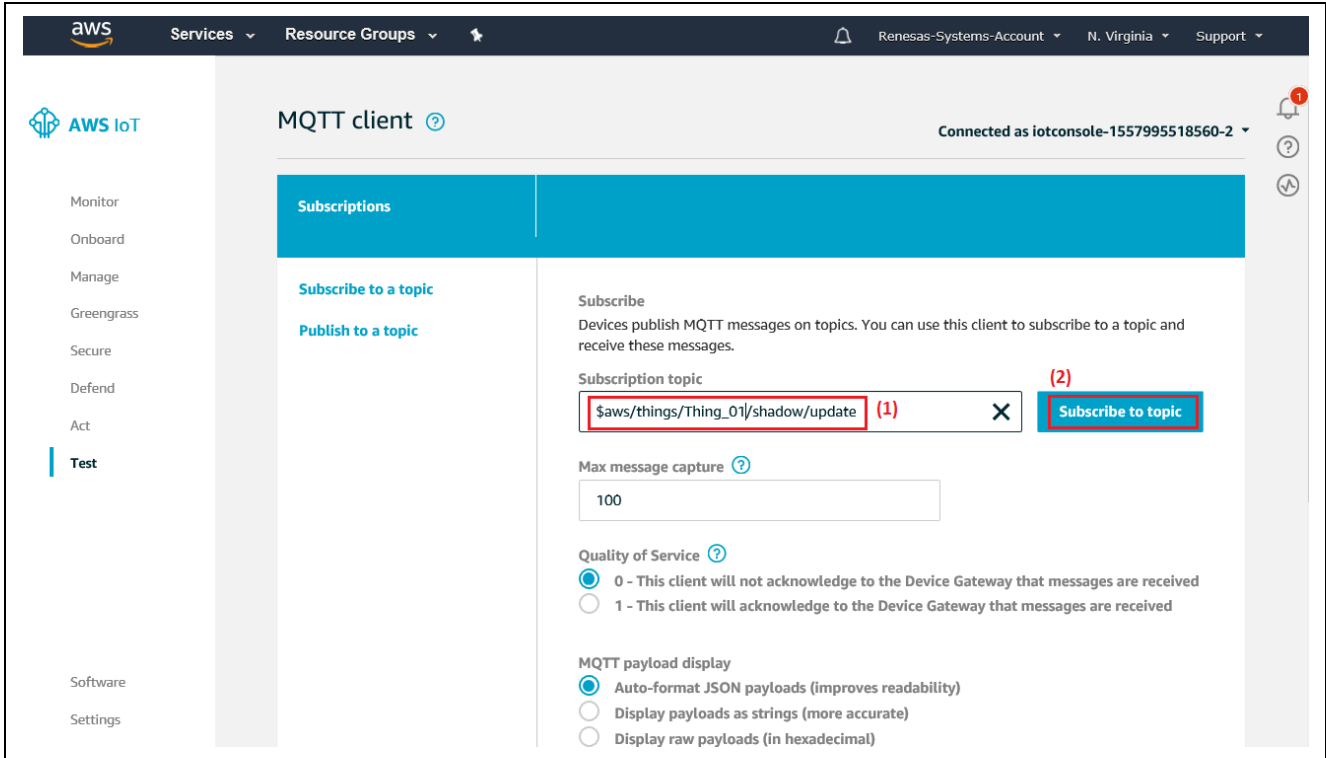 aws
Services
Resource Groups
Renesas-Systems-Account
N. Virginia
Support
AWS IoT
Monitor
Onboard
Manage
Greengrass
Secure
Defend
Act
Test
Software
Settings
MQTT client ?
Connected as iotconsole-1557995518560-2
1
?
Subscriptions
Subscribe to a topic
Publish to a topic
Subscribe
Devices publish MQTT messages on topics. You can use this client to subscribe to a topic and
receive these messages.
Subscription topic
(2)
$aws/things/Thing_01/shadow/update (1)
Subscribe to topic
Max message capture ?
100
Quality of Service ?
0 - This client will not acknowledge to the Device Gateway that messages are received
1 - This client will acknowledge to the Device Gateway that messages are received
MQTT payload display
Auto-format JSON payloads (improves readability)
Display payloads as strings (more accurate)
Display raw payloads (in hexadecimal)